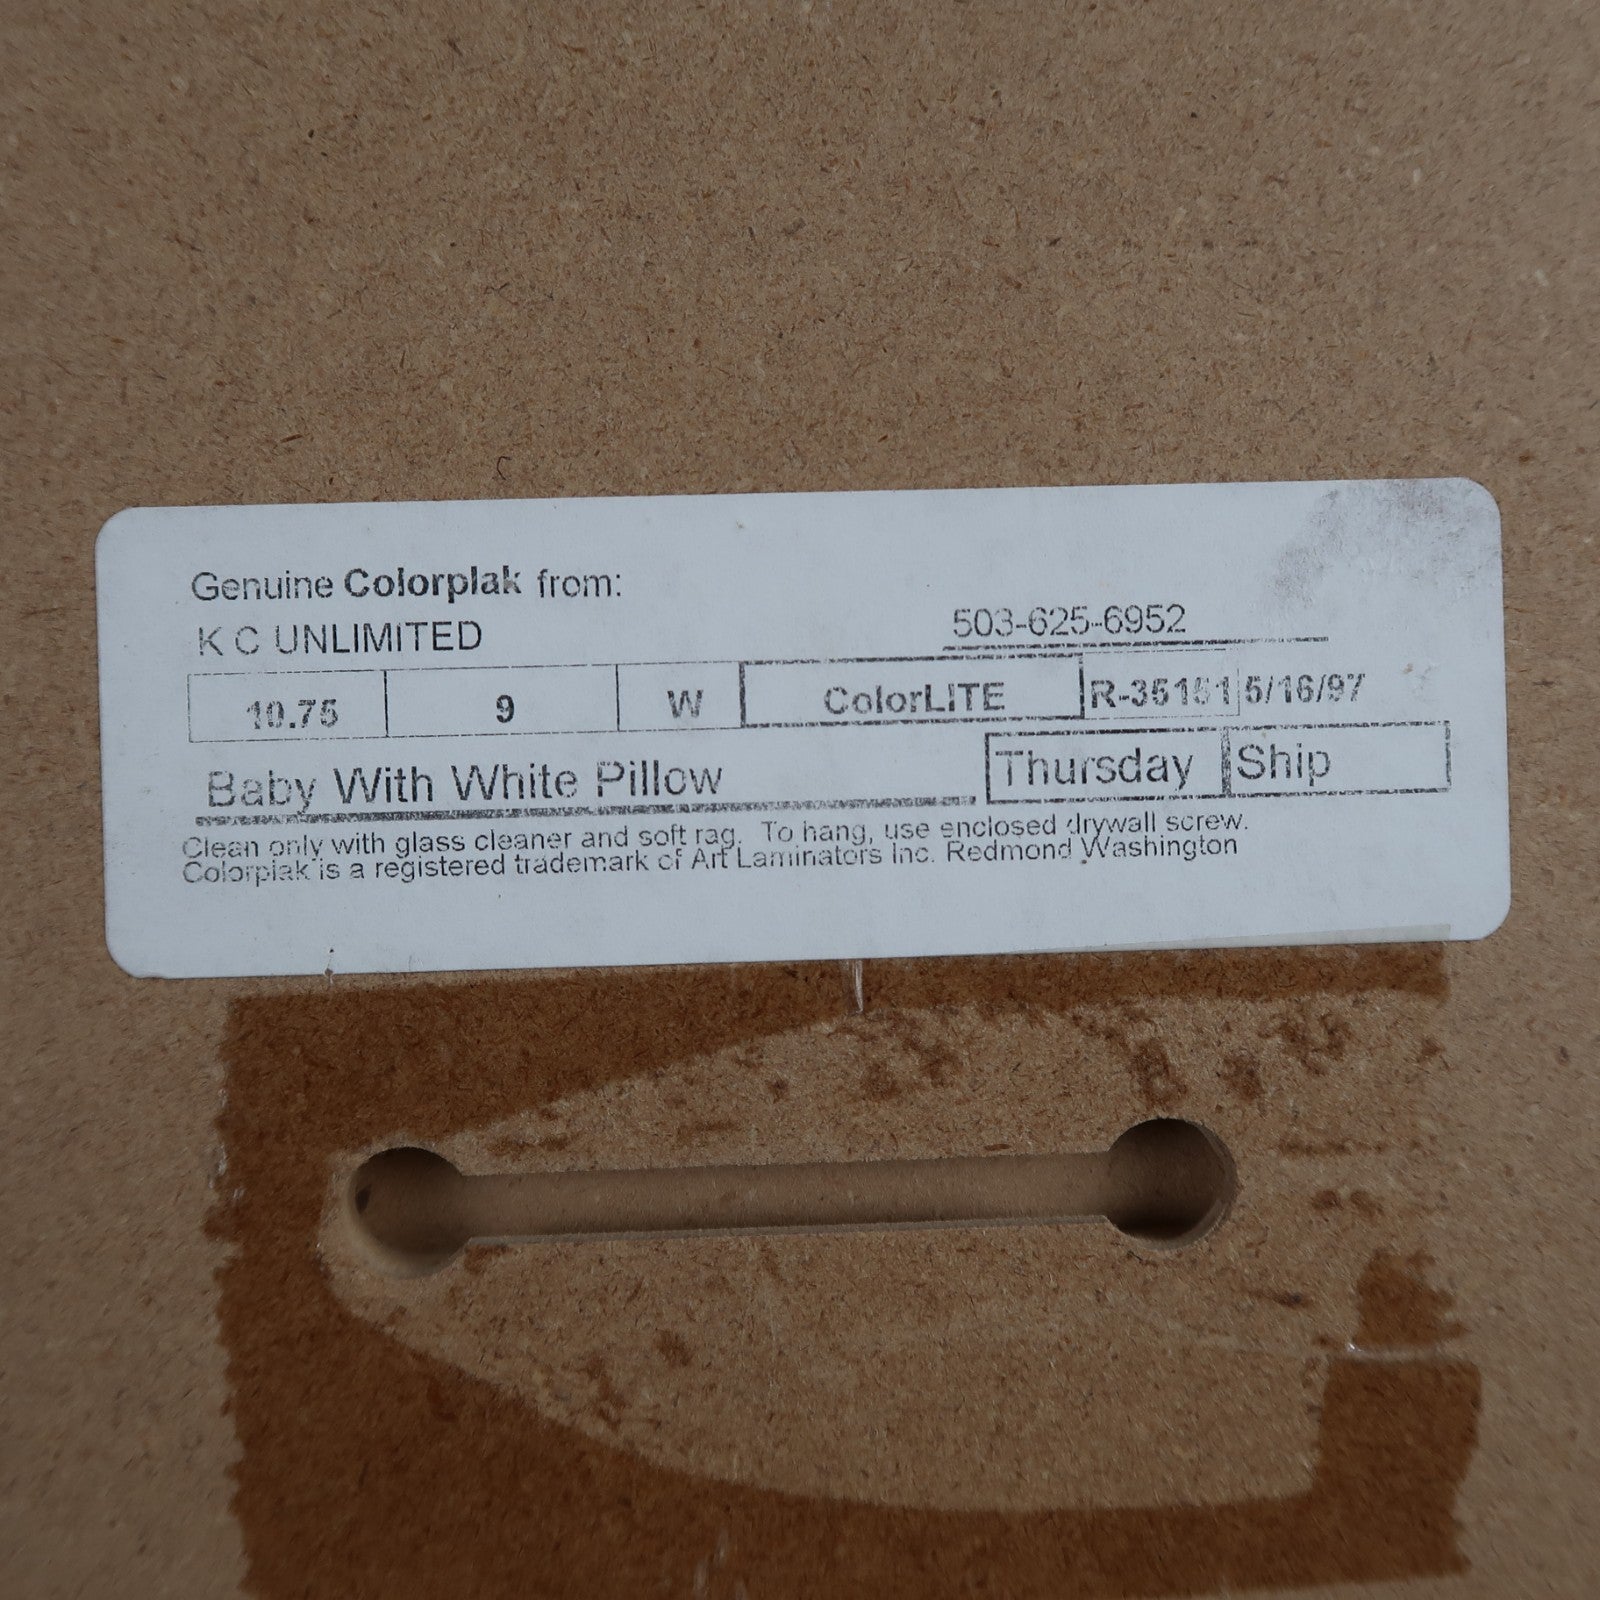 Genuine Colorplak from:
K C UNLIMITED 503-625-6952
10.75 9 W ColorLITE R-35151 5/16/97
Baby With White Pillow Thursday Ship
Clean only with glass cleaner and soft rag. To hang, use enclosed drywall screw.
Colorplak is a registered trademark of Art Laminators Inc. Redmond Washington